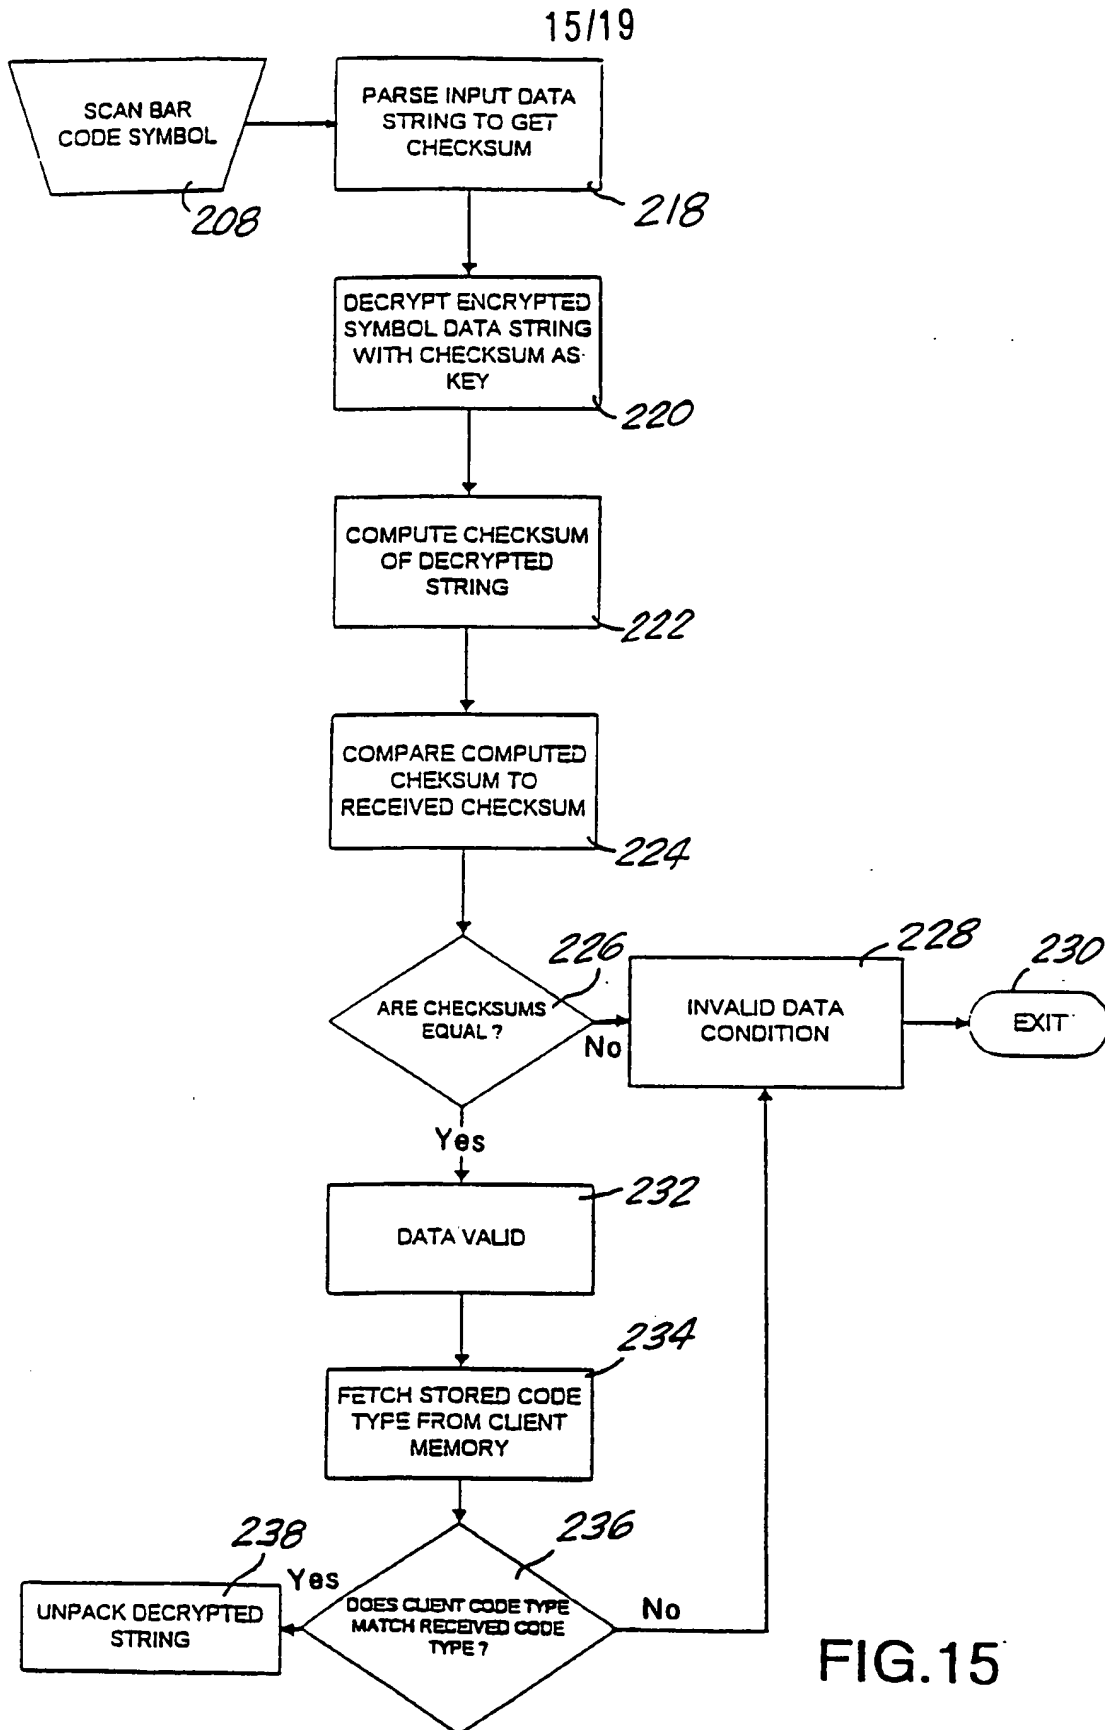 15/19
SCAN BAR
CODE SYMBOL
208
PARSE INPUT DATA
STRING TO GET
CHECKSUM
218
DECRYPT ENCRYPTED
SYMBOL DATA STRING
WITH CHECKSUM AS
KEY
220
COMPUTE CHECKSUM
OF DECRYPTED
STRING
222
COMPARE COMPUTED
CHEKSUM TO
RECEIVED CHECKSUM
224
ARE CHECKSUMS
EQUAL?
226
No
INVALID DATA
CONDITION
228
EXIT
230
Yes
DATA VALID
232
FETCH STORED CODE
TYPE FROM CLIENT
MEMORY
234
DOES CLIENT CODE TYPE
MATCH RECEIVED CODE
TYPE?
236
Yes
No
UNPACK DECRYPTED
STRING
238
FIG.15